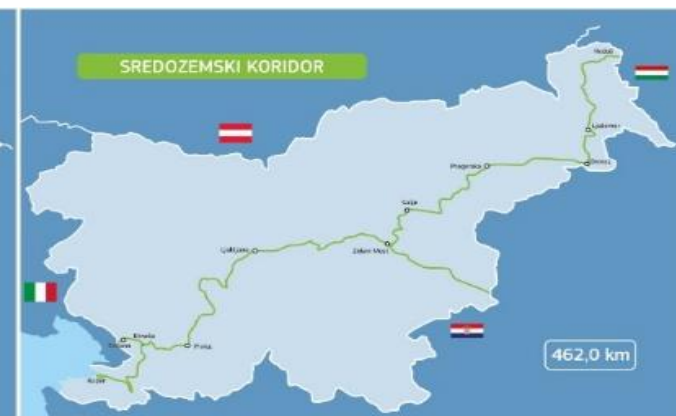 SREDOZEMSKI KORIDOR
Hodoš
Ljutomer
Ormož
Pragersko
Celje
Zidani Most
Ljubljana
Divača
Pivka
Koper
462,0 km